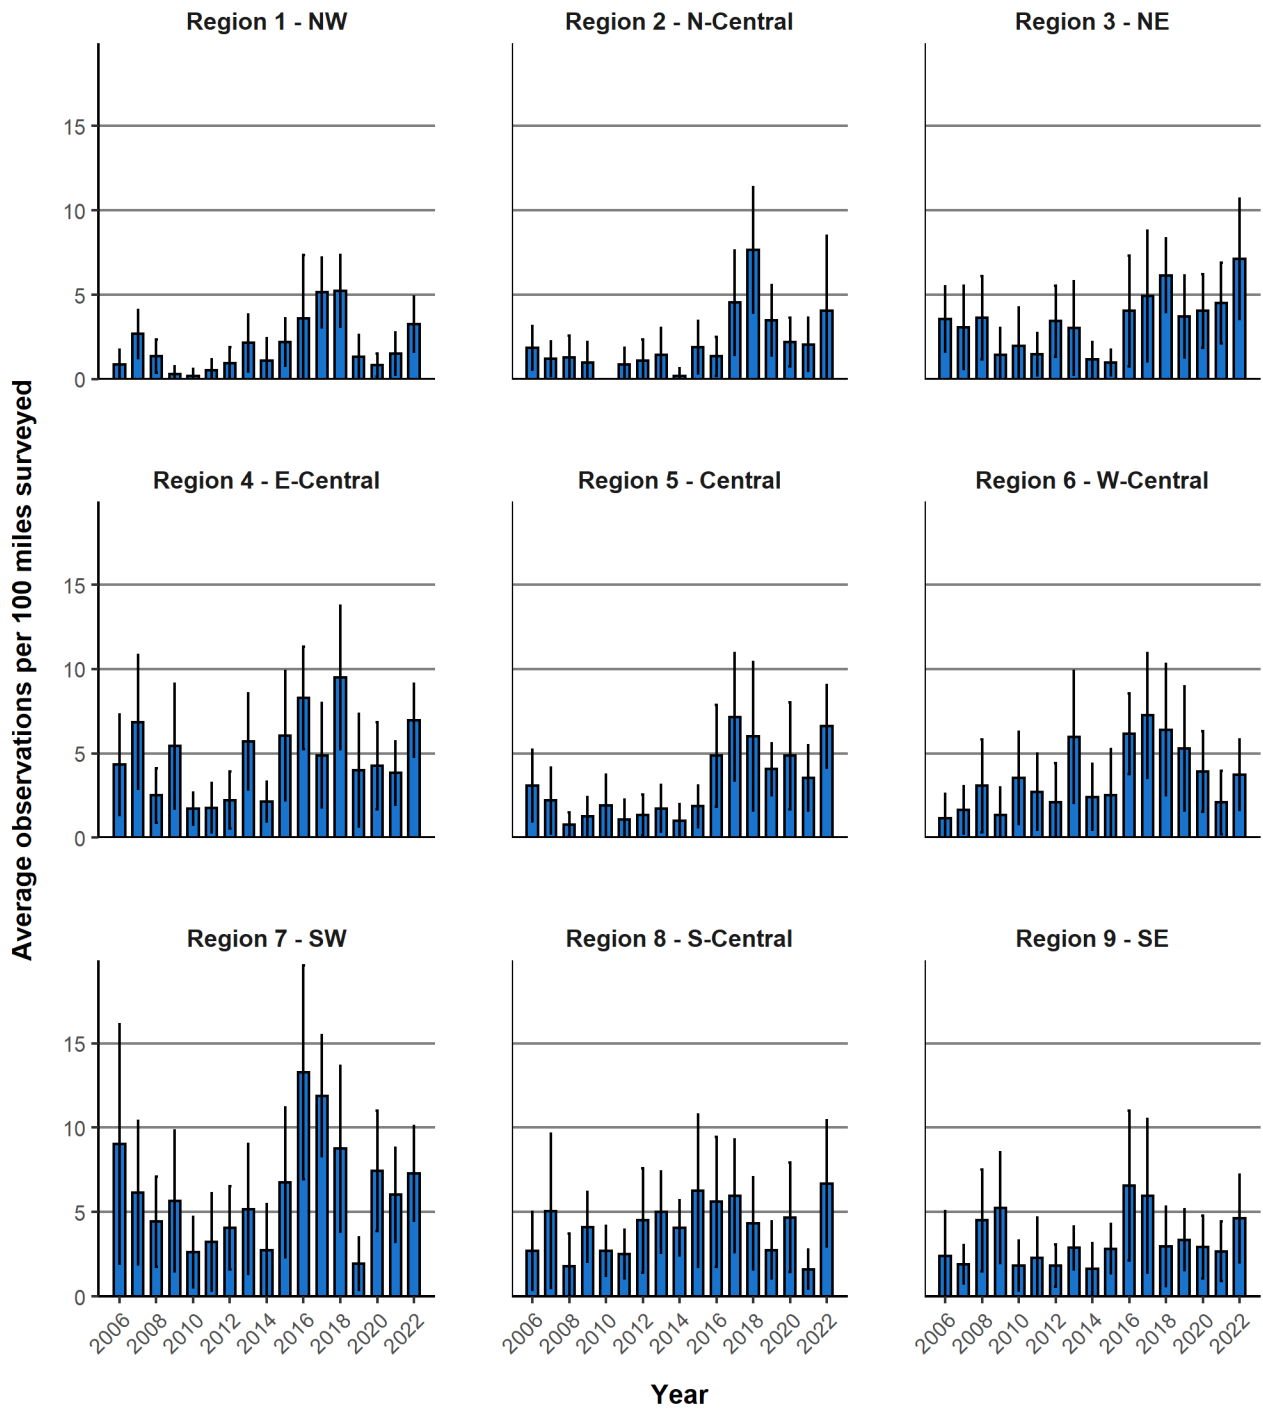 Region 1 - NW
Region 2 - N-Central
Region 3 - NE
15
10
5
0
Region 4 - E-Central
Region 5 - Central
Region 6 - W-Central
15
10
5
0
Average observations per 100 miles surveyed
Region 7 - SW
Region 8 - S-Central
Region 9 - SE
15
10
5
0
2006 2008 2010 2012 2014 2016 2018 2020 2022
2006 2008 2010 2012 2014 2016 2018 2020 2022
2006 2008 2010 2012 2014 2016 2018 2020 2022
Year